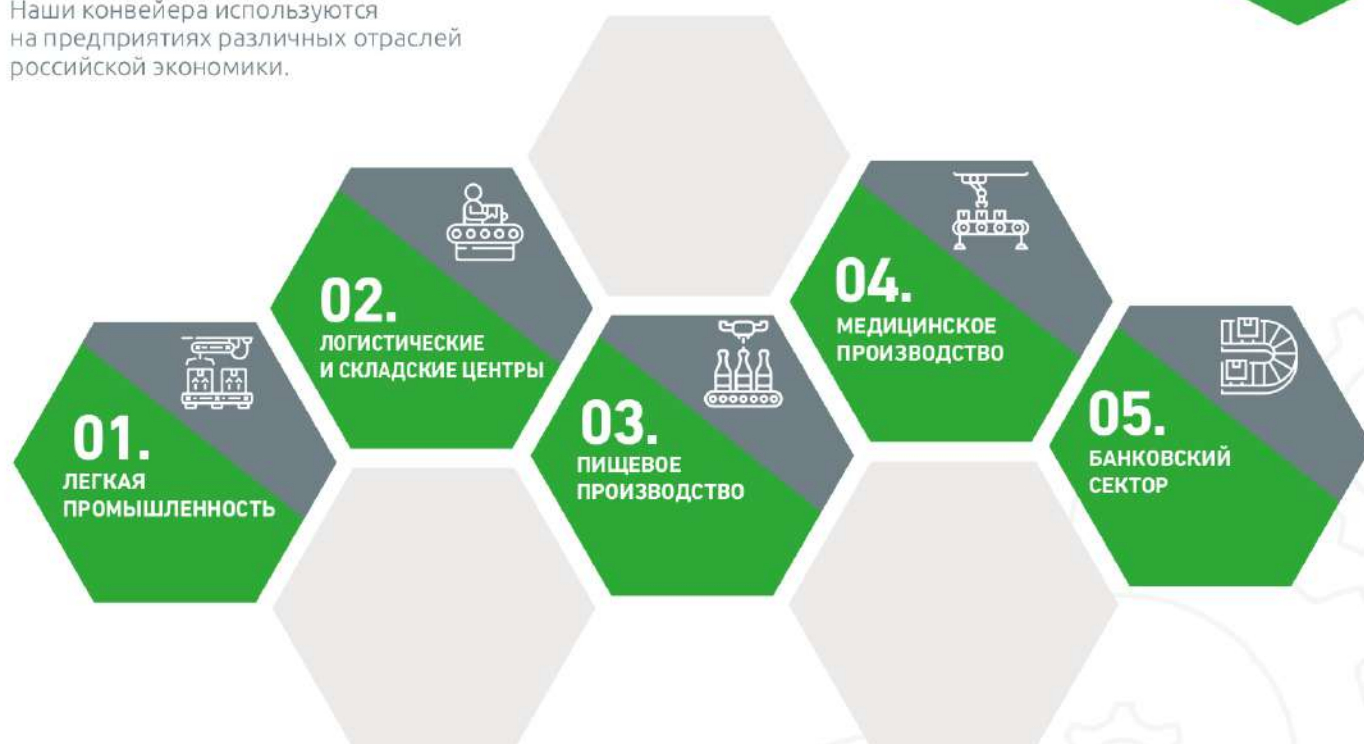 Наши конвейера используются
на предприятиях различных отраслей
российской экономики.
01.
ЛЕГКАЯ
ПРОМЫШЛЕННОСТЬ
02.
ЛОГИСТИЧЕСКИЕ
И СКЛАДСКИЕ ЦЕНТРЫ
03.
ПИЩЕВОЕ
ПРОИЗВОДСТВО
04.
МЕДИЦИНСКОЕ
ПРОИЗВОДСТВО
05.
БАНКОВСКИЙ
СЕКТОР